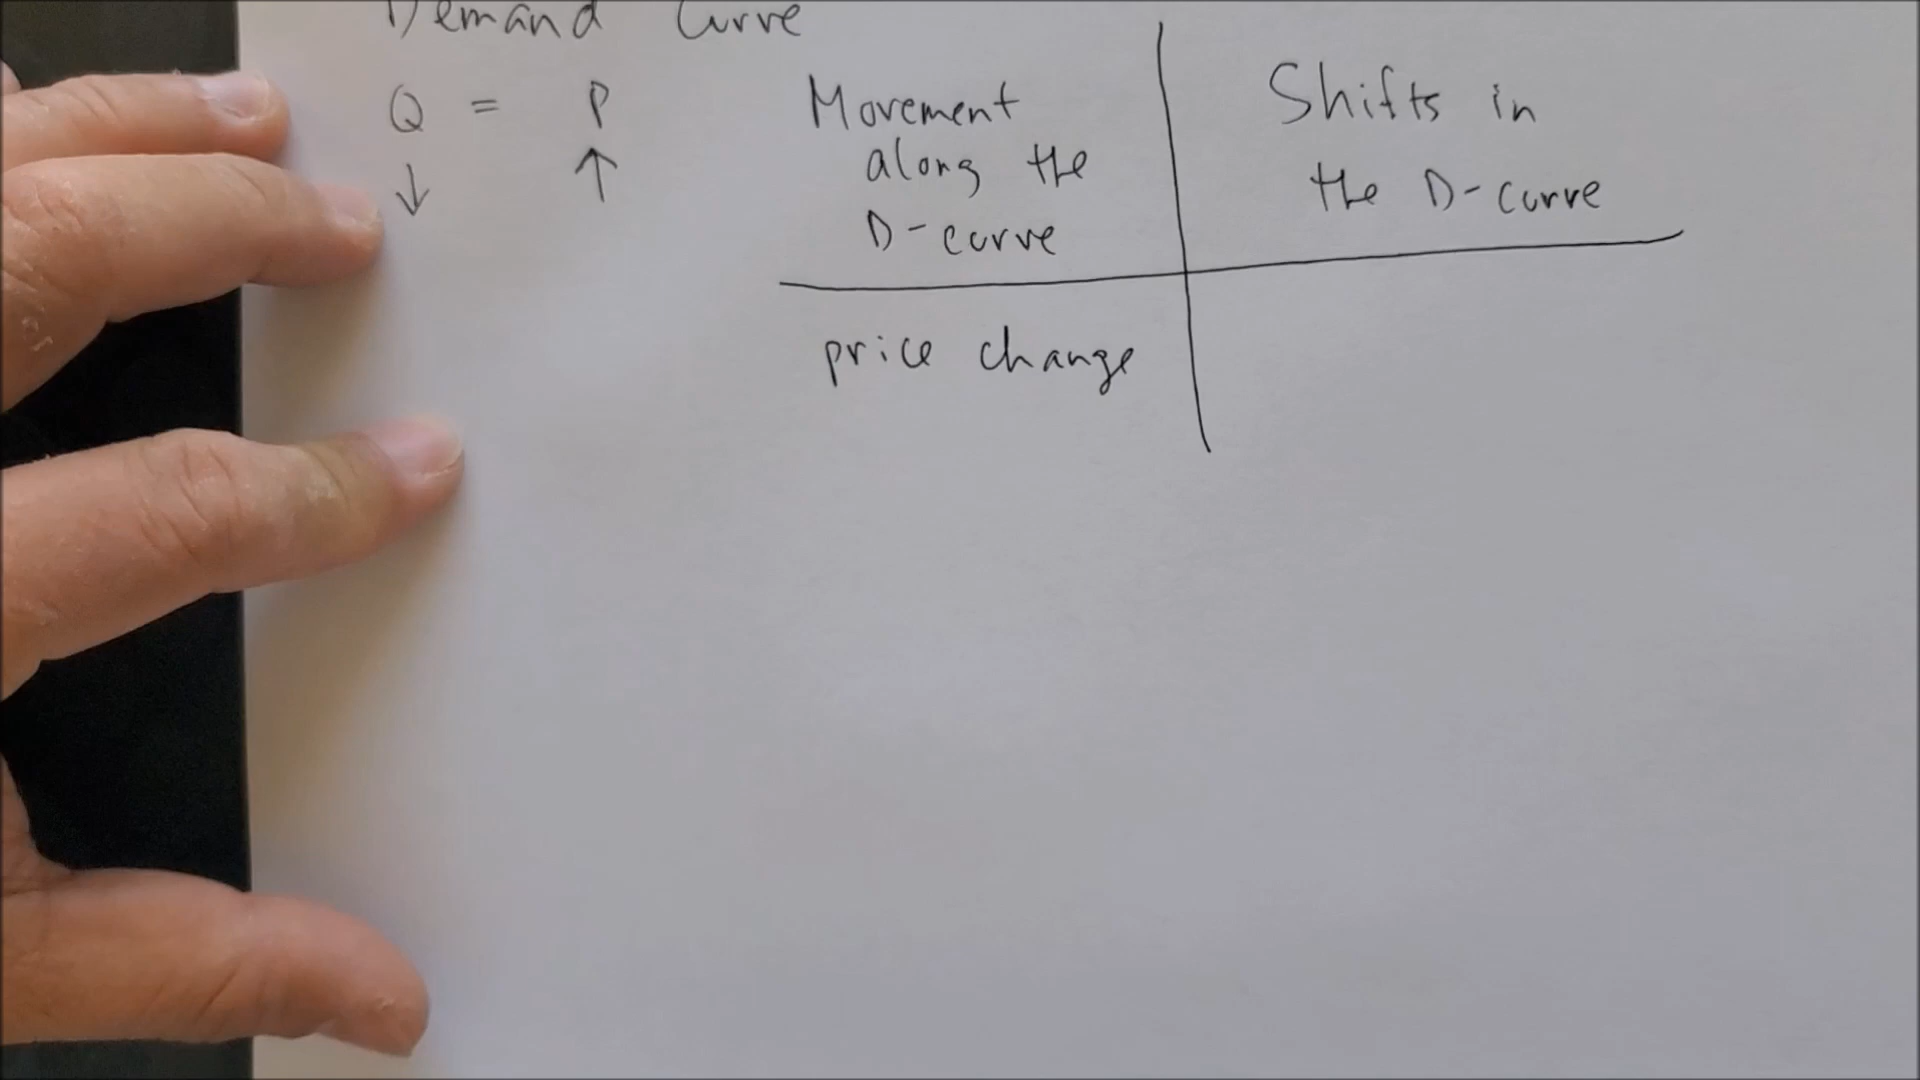 Demand Curve
Q = P
↓ ↑
Movement
along the
D-curve
Shifts in
the D-curve
price change